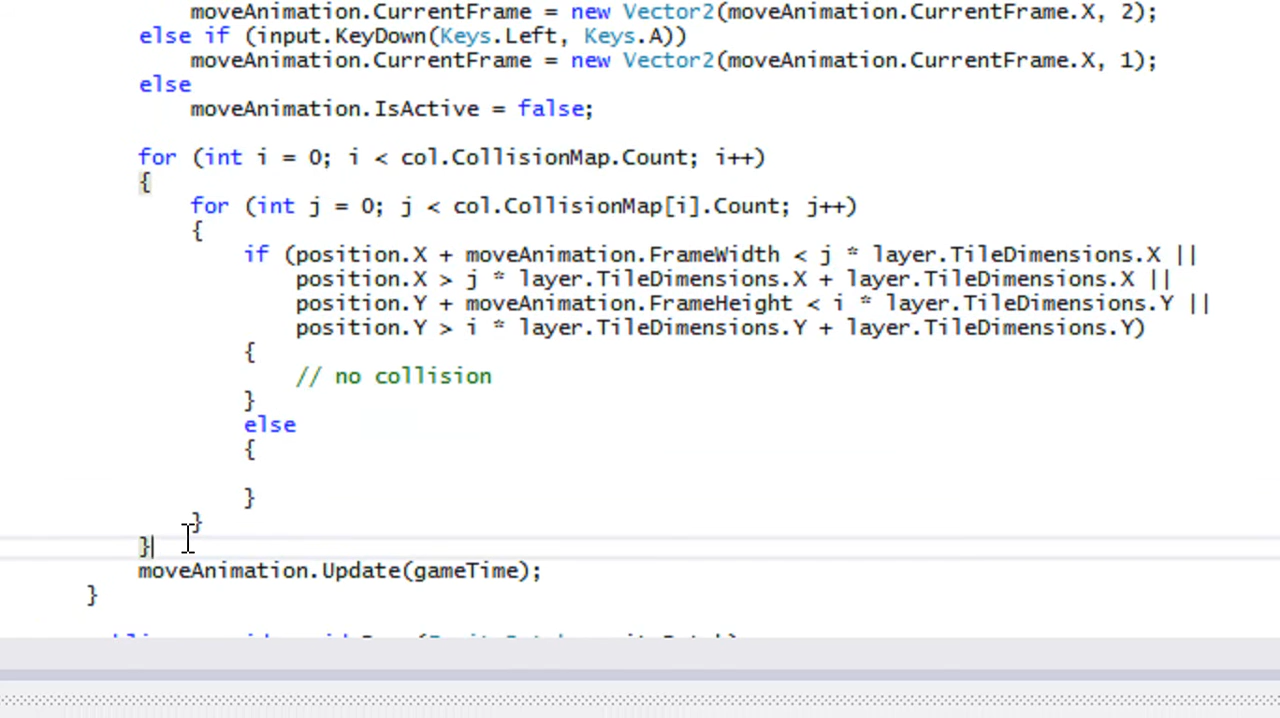 moveAnimation.CurrentFrame = new Vector2(moveAnimation.CurrentFrame.X, 2);
else if (input.KeyDown(Keys.Left, Keys.A))
moveAnimation.CurrentFrame = new Vector2(moveAnimation.CurrentFrame.X, 1);
else
moveAnimation.IsActive = false;
for (int i = 0; i < col.CollisionMap.Count; i++)
{
for (int j = 0; j < col.CollisionMap[i].Count; j++)
{
if (position.X + moveAnimation.FrameWidth < j * layer.TileDimensions.X ||
position.X > j * layer.TileDimensions.X + layer.TileDimensions.X ||
position.Y + moveAnimation.FrameHeight < i * layer.TileDimensions.Y ||
position.Y > i * layer.TileDimensions.Y + layer.TileDimensions.Y)
{
// no collision
}
else
{
}
}
}
moveAnimation.Update(gameTime);
}